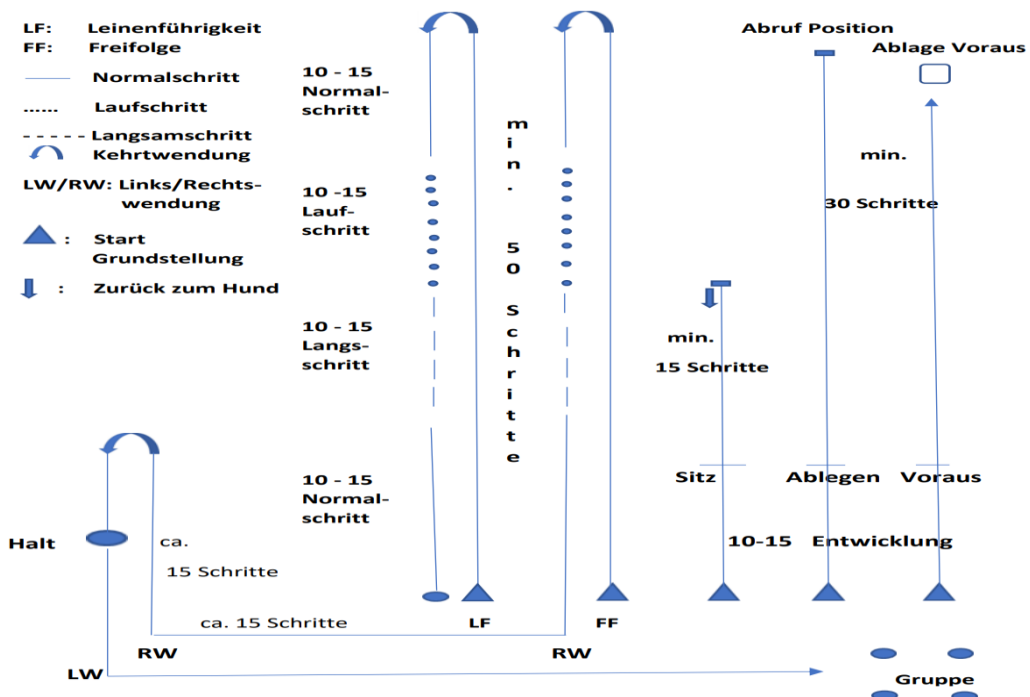 LF: Leinenführigkeit
FF: Freifolge
Normalschritt
...... Laufschritt
- - - - - Langsamschritt
Kehrtwendung
LW/RW: Links/Rechts-
wendung
: Start
Grundstellung
: Zurück zum Hund
10 - 15
Normal-
schritt
10 -15
Lauf-
schritt
10 - 15
Langs-
schritt
10 - 15
Normal-
schritt
min. 50 Schritte
Abruf Position
Ablage Voraus
min.
30 Schritte
min.
15 Schritte
Sitz
Ablegen
Voraus
10-15 Entwicklung
Halt
ca.
15 Schritte
ca. 15 Schritte
LF
FF
RW
RW
LW
Gruppe